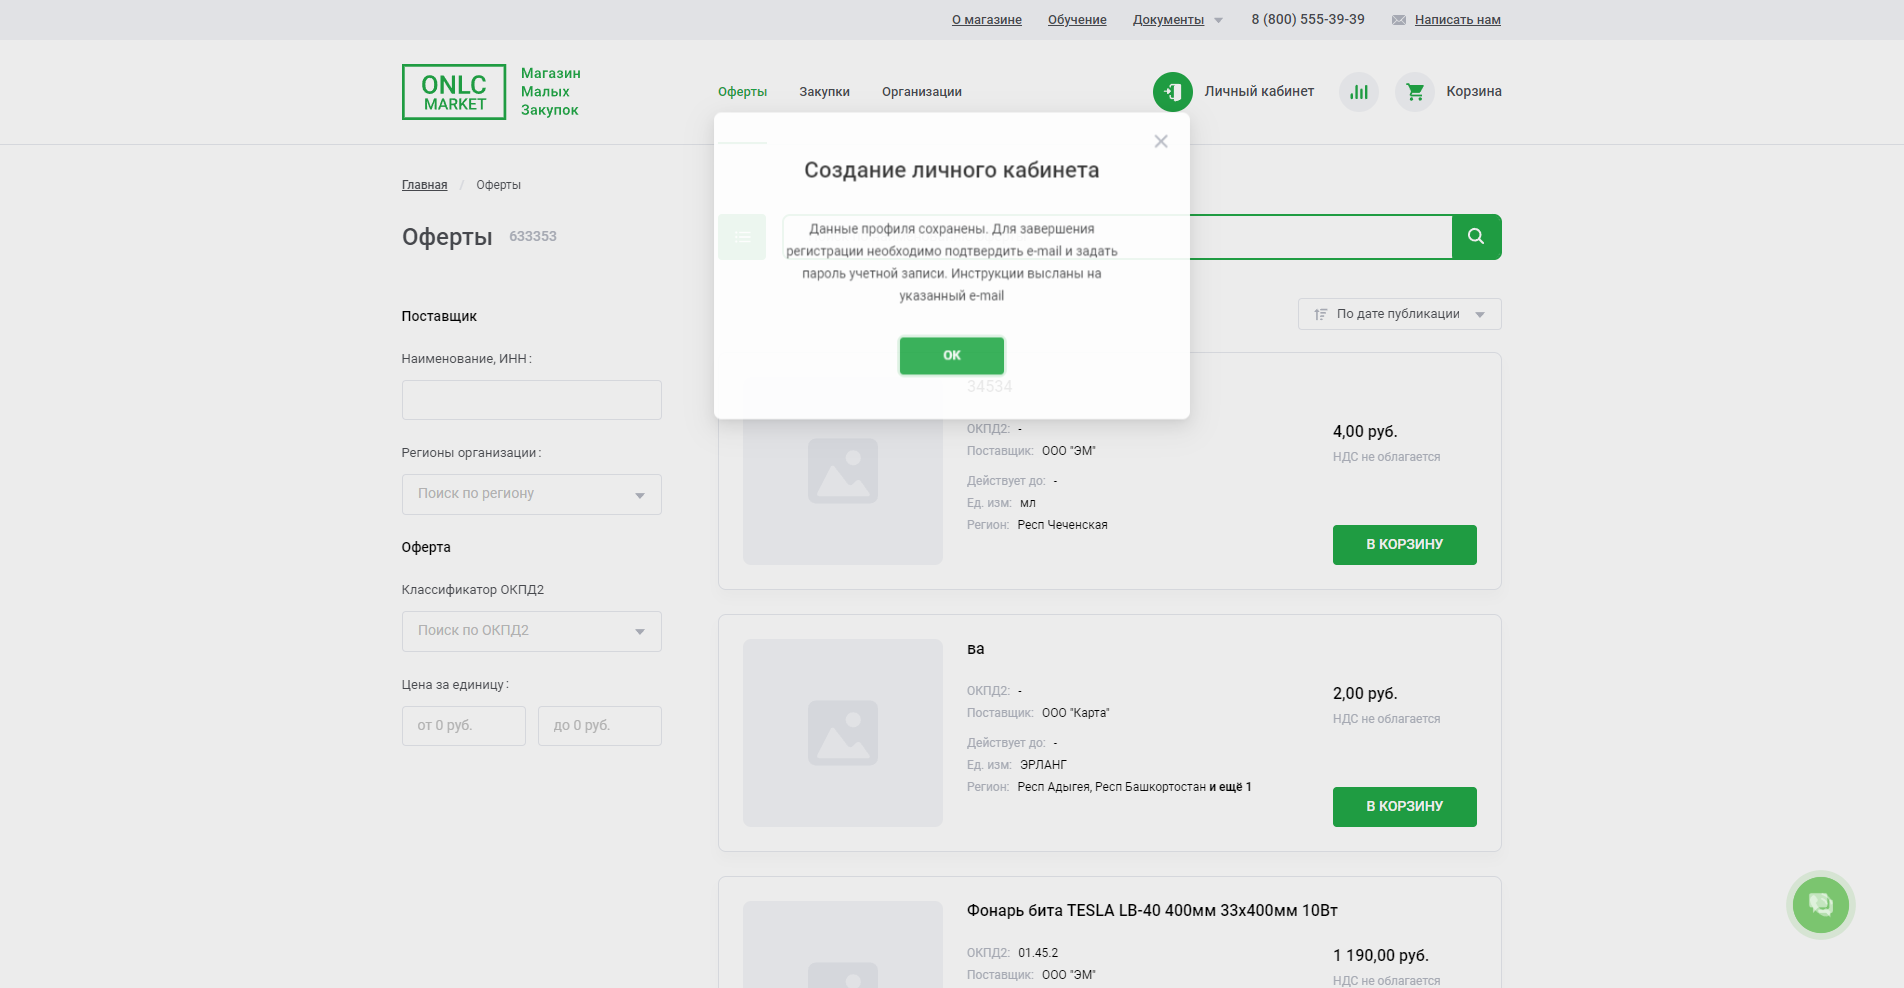 О магазине
Обучение
Документы
8 (800) 555-39-39
Написать нам
ONLC
MARKET
Магазин
Малых
Закупок
Оферты
Закупки
Организации
Личный кабинет
Корзина
Главная / Оферты
Оферты 633353
Создание личного кабинета
Данные профиля сохранены. Для завершения
регистрации необходимо подтвердить e-mail и задать
пароль учетной записи. Инструкции высланы на
указанный e-mail
OK
Поставщик
Наименование, ИНН:
Регионы организации:
Поиск по региону
Оферта
Классификатор ОКПД2
Поиск по ОКПД2
Цена за единицу:
от 0 руб.
до 0 руб.
По дате публикации
34534
ОКПД2: -
Поставщик: ООО "ЭМ"
Действует до: -
Ед. изм: мл
Регион: Респ Чеченская
4,00 руб.
НДС не облагается
В КОРЗИНУ
ва
ОКПД2: -
Поставщик: ООО "Карта"
Действует до: -
Ед. изм: ЭРЛАНГ
Регион: Респ Адыгея, Респ Башкортостан и ещё 1
2,00 руб.
НДС не облагается
В КОРЗИНУ
Фонарь бита TESLA LB-40 400мм 33х400мм 10Вт
ОКПД2: 01.45.2
Поставщик: ООО "ЭМ"
1 190,00 руб.
НДС не облагается